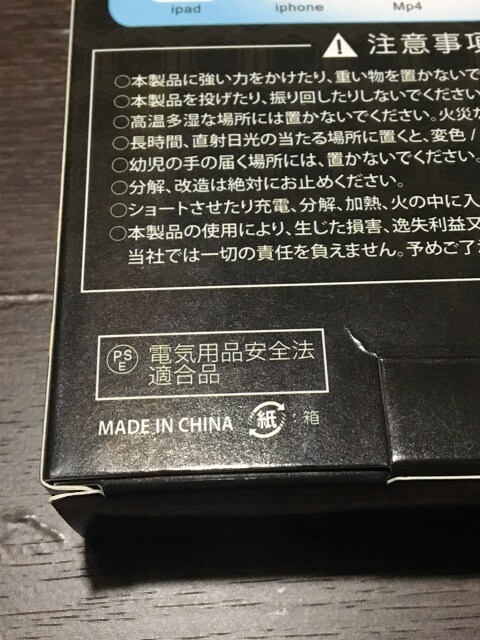 ipad iphone Mp4
注意事項
○本製品に強い力をかけたり、重い物を置かないで
○本製品を投げたり、振り回したりしないでください
○高温多湿な場所には置かないでください。火災
○長時間、直射日光の当たる場所に置くと、変色/
○幼児の手の届く場所には、置かないでください。
○分解、改造は絶対にお止めください。
○ショートさせたり充電、分解、加熱、火の中に入
○本製品の使用により、生じた損害、逸失利益又
当社では一切の責任を負えません。予めご了
PSE 電気用品安全法
適合品
MADE IN CHINA 紙:箱